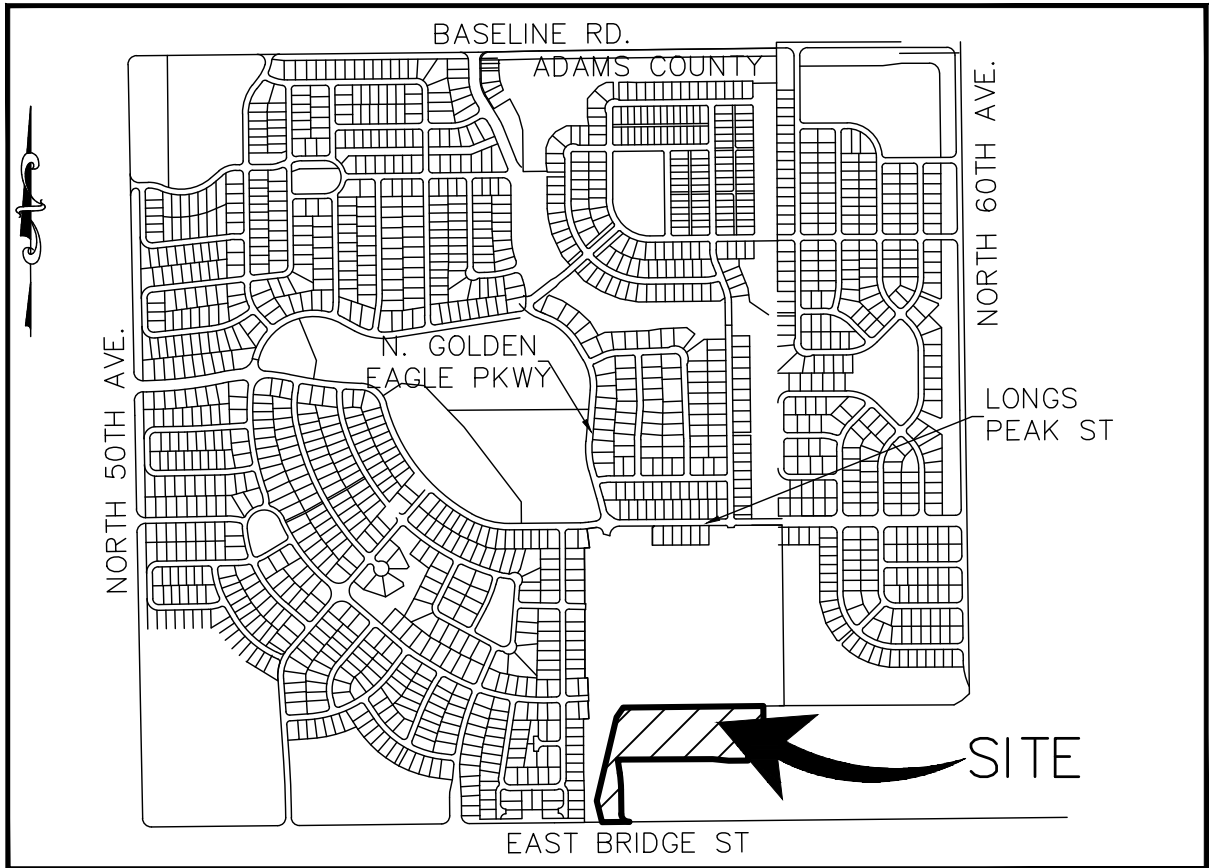 BASELINE RD.
ADAMS COUNTY
NORTH 60TH AVE.
N. GOLDEN
EAGLE PKWY
NORTH 50TH AVE.
LONGS
PEAK ST
SITE
EAST BRIDGE ST